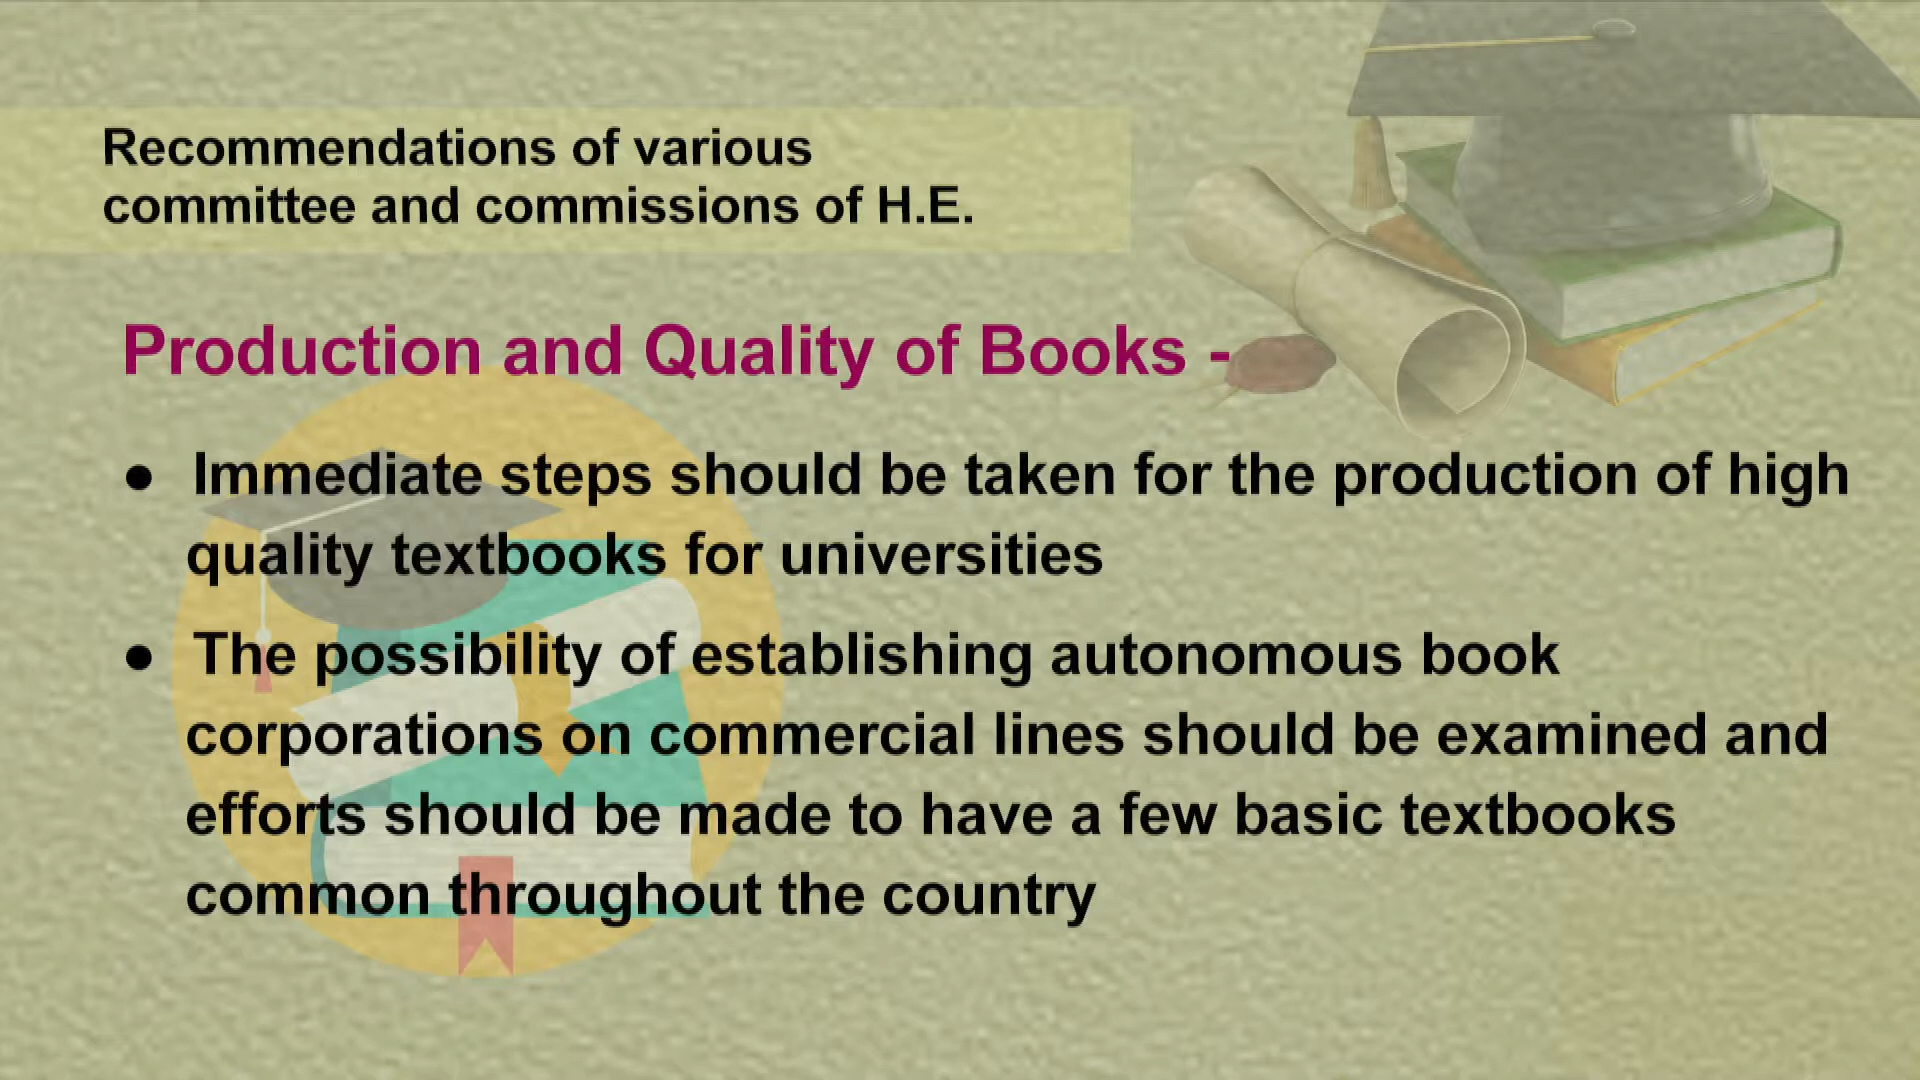 Recommendations of various
committee and commissions of H.E.
Production and Quality of Books -
● Immediate steps should be taken for the production of high
quality textbooks for universities
● The possibility of establishing autonomous book
corporations on commercial lines should be examined and
efforts should be made to have a few basic textbooks
common throughout the country